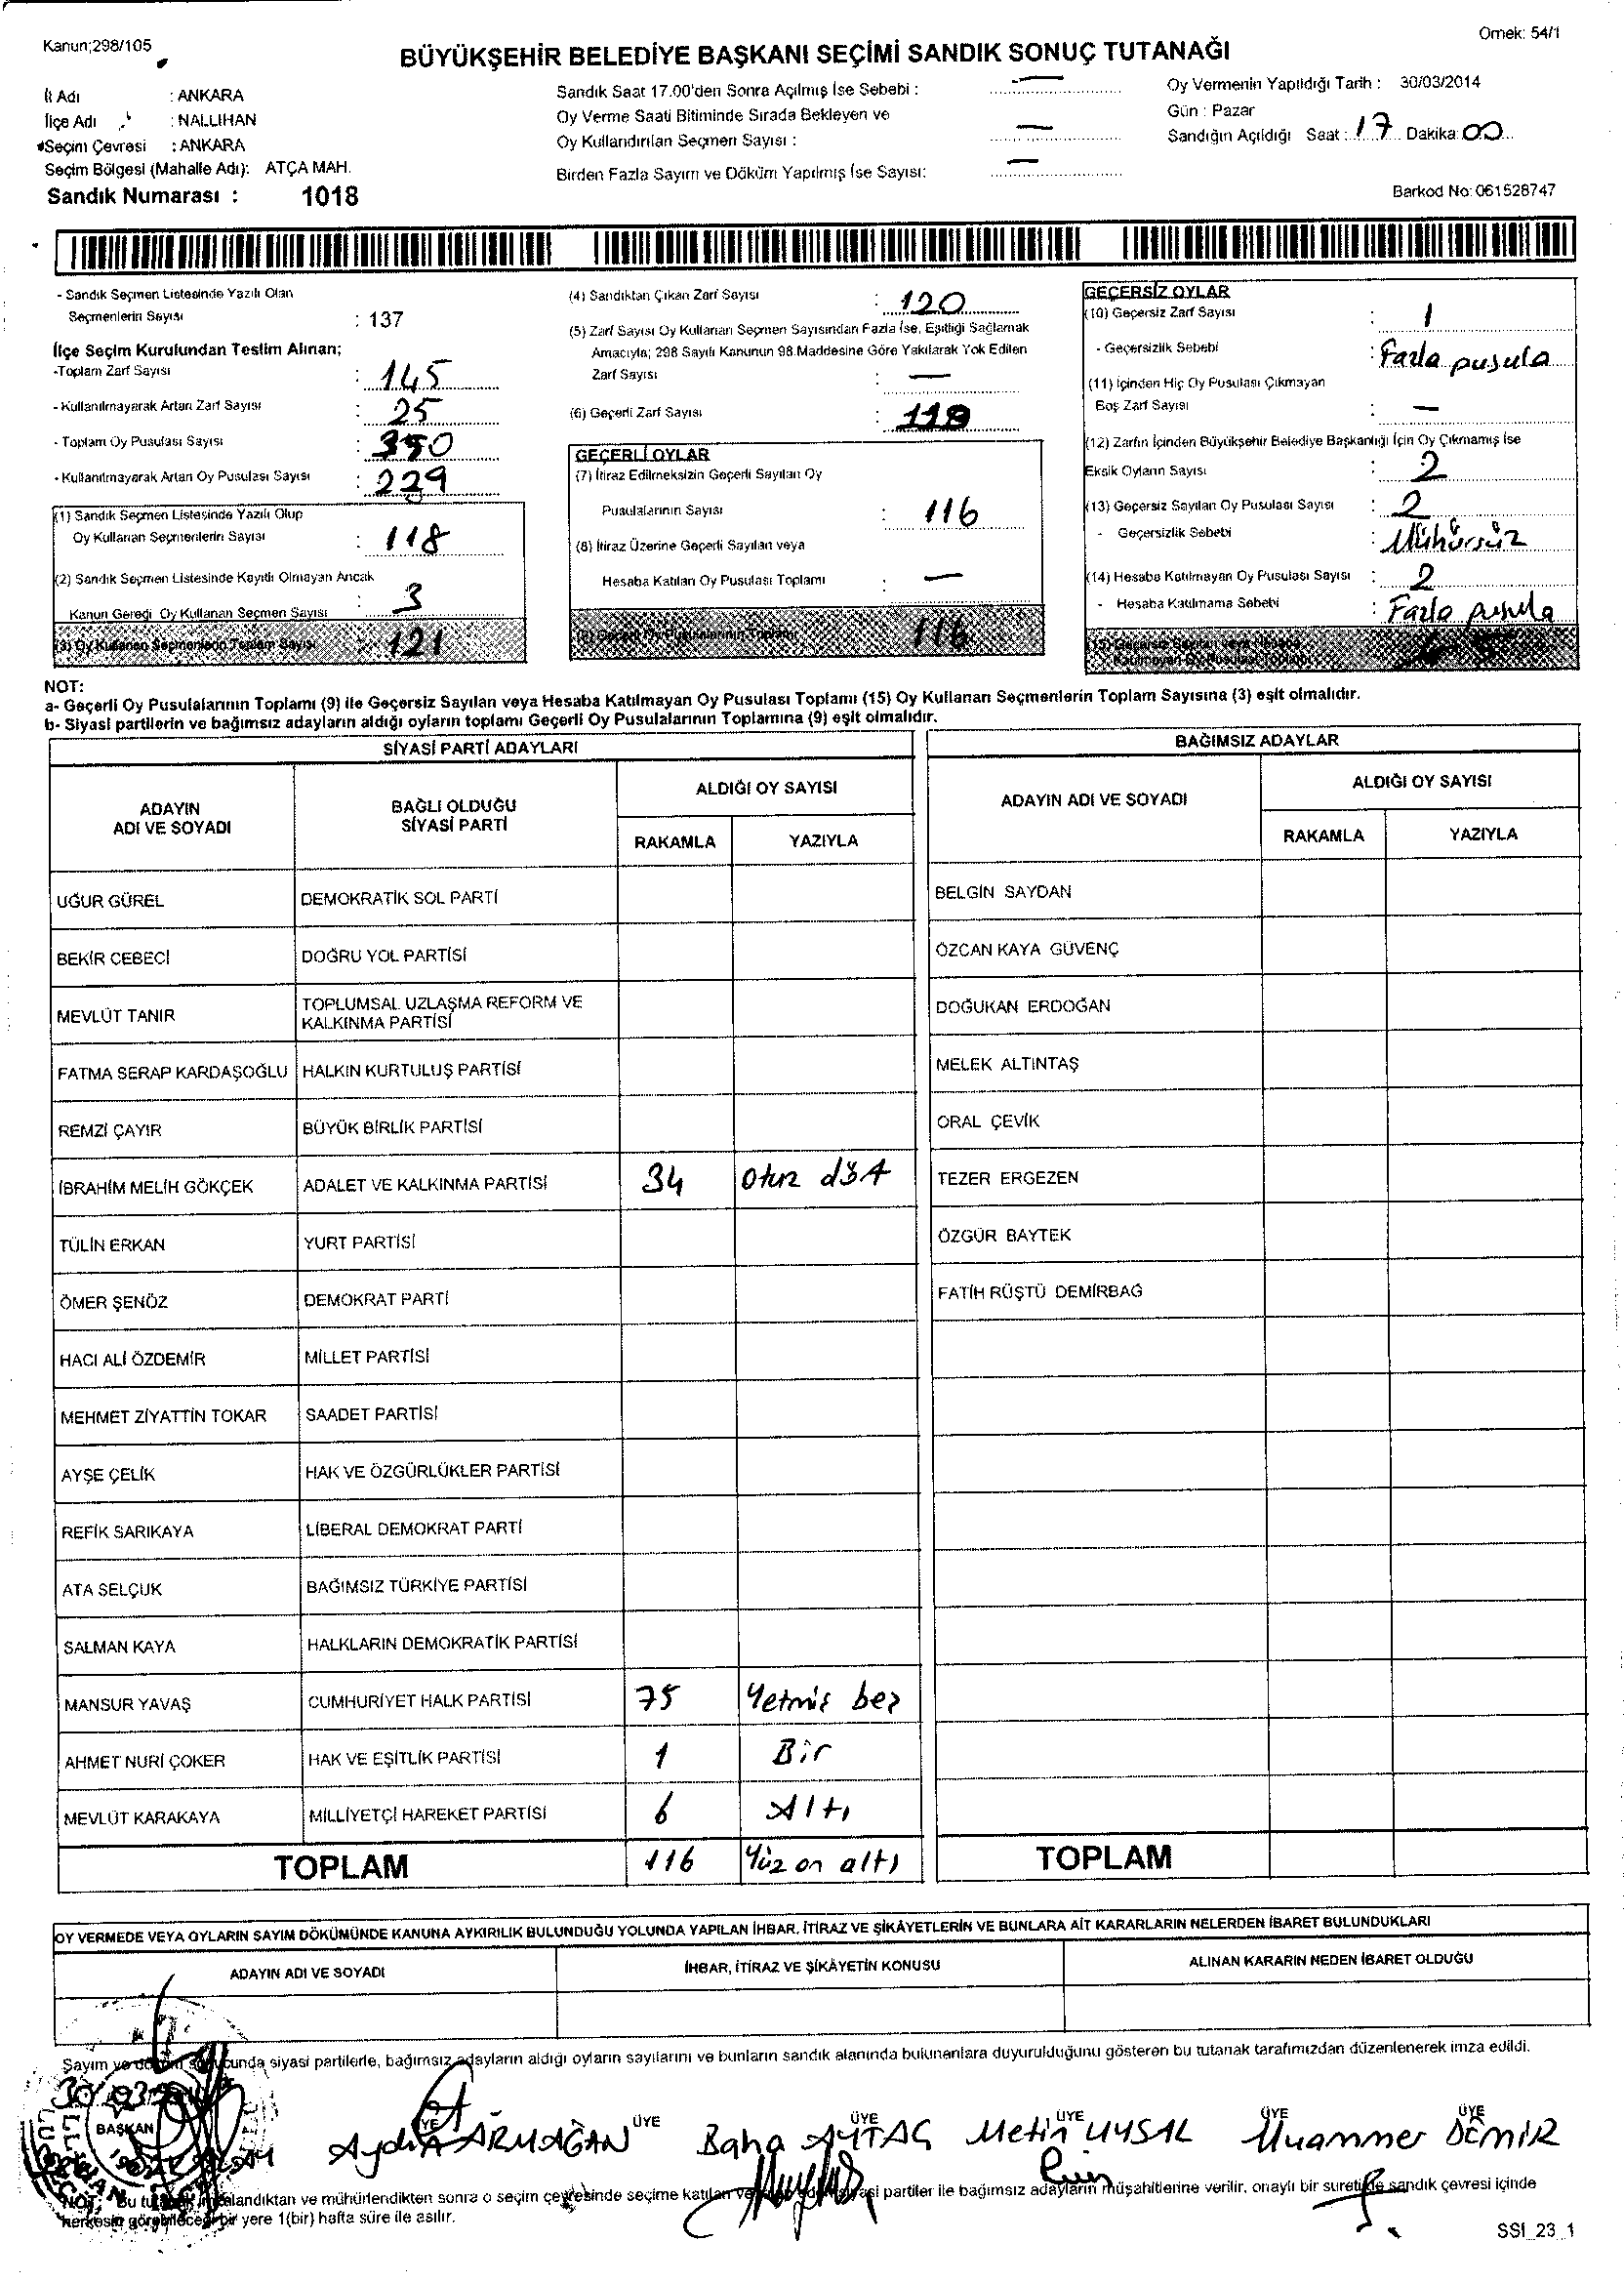 Kanun;298/105
Örnek: 54/1
BÜYÜKŞEHİR BELEDİYE BAŞKANI SEÇİMİ SANDIK SONUÇ TUTANAĞI
İl Adı : ANKARA
İlçe Adı : NALLIHAN
Seçim Çevresi : ANKARA
Seçim Bölgesi (Mahalle Adı): ATÇA MAH.
Sandık Numarası : 1018
Sandık Saat 17.00'den Sonra Açılmış İse Sebebi : —
Oy Verme Saati Bitiminde Sırada Bekleyen ve
Oy Kullandırılan Seçmen Sayısı : —
Birden Fazla Sayım ve Döküm Yapılmış İse Sayısı: —
Oy Vermenin Yapıldığı Tarih : 30/03/2014
Gün : Pazar
Sandığın Açıldığı Saat : 17 Dakika: 00
Barkod No: 061528747
- Sandık Seçmen Listesinde Yazılı Olan
Seçmenlerin Sayısı : 137
İlçe Seçim Kurulundan Teslim Alınan;
-Toplam Zarf Sayısı : 145
- Kullanılmayarak Artan Zarf Sayısı : 25
- Toplam Oy Pusulası Sayısı : 350
- Kullanılmayarak Artan Oy Pusulası Sayısı : 229
(1) Sandık Seçmen Listesinde Yazılı Olup
Oy Kullanan Seçmenlerin Sayısı : 118
(2) Sandık Seçmen Listesinde Kayıtlı Olmayan Ancak
Kanun Gereği Oy Kullanan Seçmen Sayısı : 3
(3) Oy Kullanan Seçmenlerin Toplam Sayısı : 121
(4) Sandıktan Çıkan Zarf Sayısı : 120
(5) Zarf Sayısı Oy Kullanan Seçmen Sayısından Fazla İse, Eşitliği Sağlamak
Amacıyla; 298 Sayılı Kanunun 98.Maddesine Göre Yakılarak Yok Edilen
Zarf Sayısı : —
(6) Geçerli Zarf Sayısı :
GEÇERLİ OYLAR
(7) İtiraz Edilmeksizin Geçerli Sayılan Oy
Pusulalarının Sayısı : 116
(8) İtiraz Üzerine Geçerli Sayılan veya
Hesaba Katılan Oy Pusulası Toplamı : —
(9) Geçerli Oy Pusulalarının Toplamı : 116
GEÇERSİZ OYLAR
(10) Geçersiz Zarf Sayısı : 1
- Geçersizlik Sebebi : Fazla pusula
(11) İçinden Hiç Oy Pusulası Çıkmayan
Boş Zarf Sayısı : —
(12) Zarfın İçinden Büyükşehir Belediye Başkanlığı İçin Oy Çıkmamış İse
Eksik Oyların Sayısı : 2
(13) Geçersiz Sayılan Oy Pusulası Sayısı : 2
- Geçersizlik Sebebi : Mühürsüz
(14) Hesaba Katılmayan Oy Pusulası Sayısı : 2
- Hesaba Katılmama Sebebi : Fazla pusula
(15) Geçersiz Sayılan veya Hesaba
Katılmayan Oy Pusulası Toplamı
NOT:
a- Geçerli Oy Pusulalarının Toplamı (9) ile Geçersiz Sayılan veya Hesaba Katılmayan Oy Pusulası Toplamı (15) Oy Kullanan Seçmenlerin Toplam Sayısına (3) eşit olmalıdır.
b- Siyasi partilerin ve bağımsız adayların aldığı oyların toplamı Geçerli Oy Pusulalarının Toplamına (9) eşit olmalıdır.
SİYASİ PARTİ ADAYLARI
ADAYIN ADI VE SOYADI BAĞLI OLDUĞU SİYASİ PARTİ ALDIĞI OY SAYISI
RAKAMLA YAZIYLA
UĞUR GÜREL DEMOKRATİK SOL PARTİ
BEKİR CEBECİ DOĞRU YOL PARTİSİ
MEVLÜT TANIR TOPLUMSAL UZLAŞMA REFORM VE KALKINMA PARTİSİ
FATMA SERAP KARDAŞOĞLU HALKIN KURTULUŞ PARTİSİ
REMZİ ÇAYIR BÜYÜK BİRLİK PARTİSİ
İBRAHİM MELİH GÖKÇEK ADALET VE KALKINMA PARTİSİ 34 Otuz dört
TÜLİN ERKAN YURT PARTİSİ
ÖMER ŞENÖZ DEMOKRAT PARTİ
HACI ALİ ÖZDEMİR MİLLET PARTİSİ
MEHMET ZİYATTİN TOKAR SAADET PARTİSİ
AYŞE ÇELİK HAK VE ÖZGÜRLÜKLER PARTİSİ
REFİK SARIKAYA LİBERAL DEMOKRAT PARTİ
ATA SELÇUK BAĞIMSIZ TÜRKİYE PARTİSİ
SALMAN KAYA HALKLARIN DEMOKRATİK PARTİSİ
MANSUR YAVAŞ CUMHURİYET HALK PARTİSİ 75 Yetmiş beş
AHMET NURİ ÇOKER HAK VE EŞİTLİK PARTİSİ 1 Bir
MEVLÜT KARAKAYA MİLLİYETÇİ HAREKET PARTİSİ 6 Altı
TOPLAM 116 Yüz on altı
BAĞIMSIZ ADAYLAR
ADAYIN ADI VE SOYADI ALDIĞI OY SAYISI
RAKAMLA YAZIYLA
BELGİN SAYDAN
ÖZCAN KAYA GÜVENÇ
DOĞUKAN ERDOĞAN
MELEK ALTINTAŞ
ORAL ÇEVİK
TEZER ERGEZEN
ÖZGÜR BAYTEK
FATİH RÜŞTÜ DEMİRBAĞ
TOPLAM
OY VERMEDE VEYA OYLARIN SAYIM DÖKÜMÜNDE KANUNA AYKIRILIK BULUNDUĞU YOLUNDA YAPILAN İHBAR, İTİRAZ VE ŞİKÂYETLERİN VE BUNLARA AİT KARARLARIN NELERDEN İBARET BULUNDUKLARI
ADAYIN ADI VE SOYADI İHBAR, İTİRAZ VE ŞİKÂYETİN KONUSU ALINAN KARARIN NEDEN İBARET OLDUĞU
Sayım ve döküm sonucunda siyasi partilerle, bağımsız adayların aldığı oyların sayılarını ve bunların sandık alanında bulunanlara duyurulduğunu gösteren bu tutanak tarafımızdan düzenlenerek imza edildi.
BAŞKAN ÜYE ÜYE ÜYE ÜYE ÜYE
Aydın ARMAĞAN Baha AYTAÇ Metin UYSAL Muammer DEMİR
NOT: Bu tutanak imzalandıktan ve mühürlendikten sonra o seçim çevresinde seçime katılan siyasi partiler ile bağımsız adayların müşahitlerine verilir, onaylı bir sureti de sandık çevresi içinde
herkesin görebileceği bir yere 1(bir) hafta süre ile asılır.
SSI_23_1